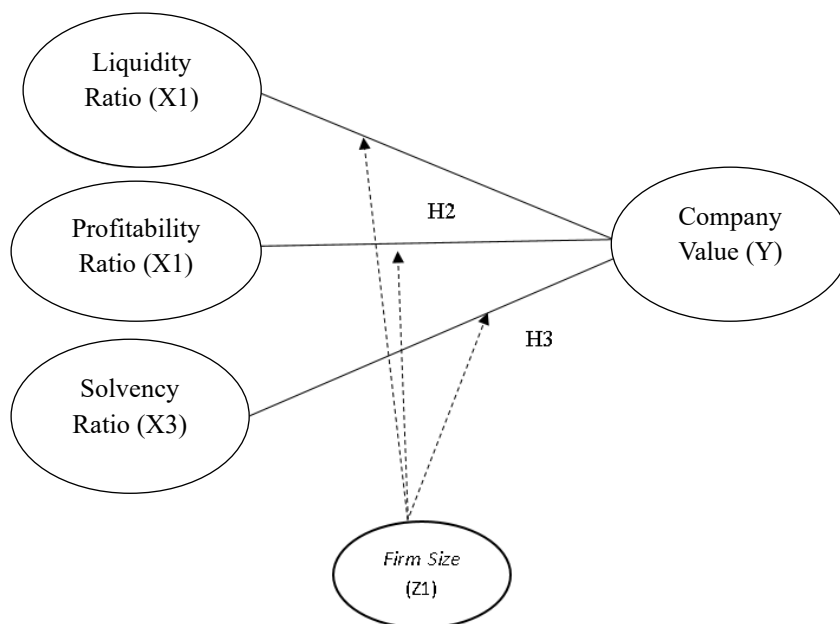 Liquidity
Ratio (X1)
H2
Profitability
Ratio (X1)
Company
Value (Y)
H3
Solvency
Ratio (X3)
Firm Size
(Z1)